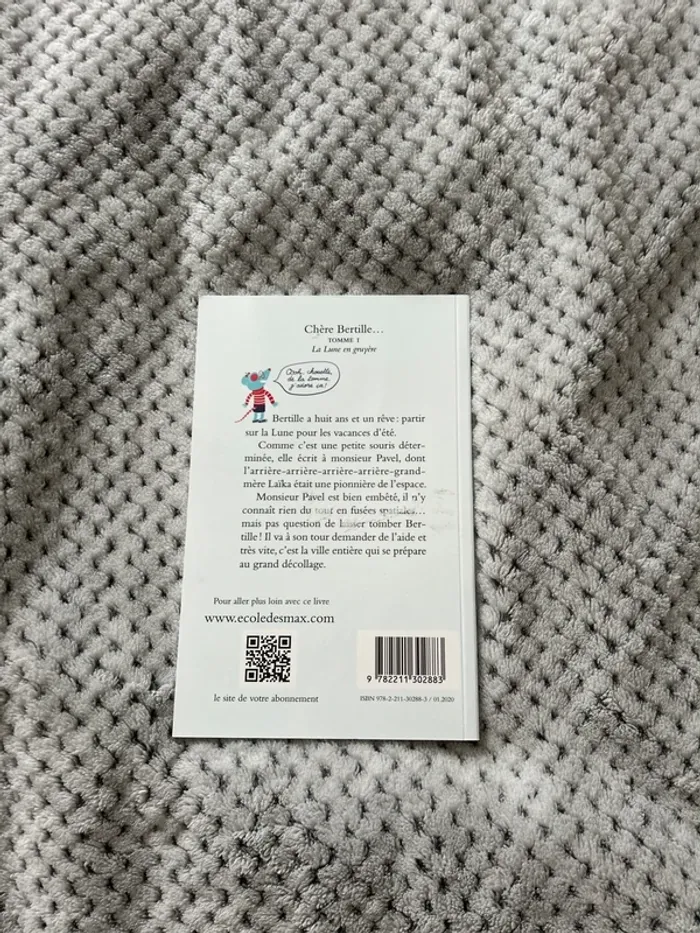 Chère Bertille…
TOMME 1
La Lune en gruyère
Oooh, chouette,
de la tomme,
j'adore ça!
Bertille a huit ans et un rêve : partir
sur la Lune pour les vacances d'été.
Comme c'est une petite souris déter-
minée, elle écrit à monsieur Pavel, dont
l'arrière-arrière-arrière-arrière-grand-
mère Laïka était une pionnière de l'espace.
Monsieur Pavel est bien embêté, il n'y
connaît rien du tout en fusées spatiales…
mais pas question de laisser tomber Ber-
tille ! Il va à son tour demander de l'aide et
très vite, c'est la ville entière qui se prépare
au grand décollage.
Pour aller plus loin avec ce livre
www.ecoledesmax.com
le site de votre abonnement
9 782211 302883
ISBN 978-2-211-30288-3 / 01.2020